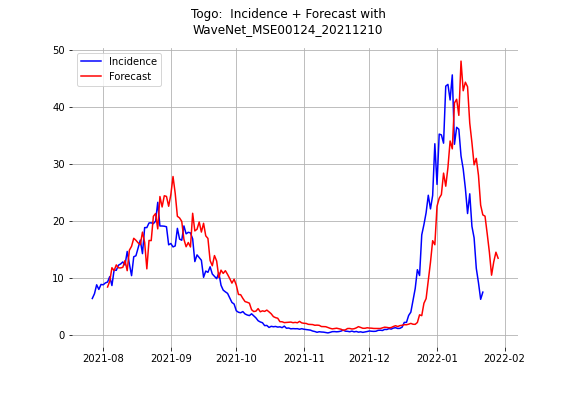 Togo:  Incidence + Forecast with
WaveNet_MSE00124_20211210
Incidence
Forecast
50
40
30
20
10
0
2021-08 2021-09 2021-10 2021-11 2021-12 2022-01 2022-02